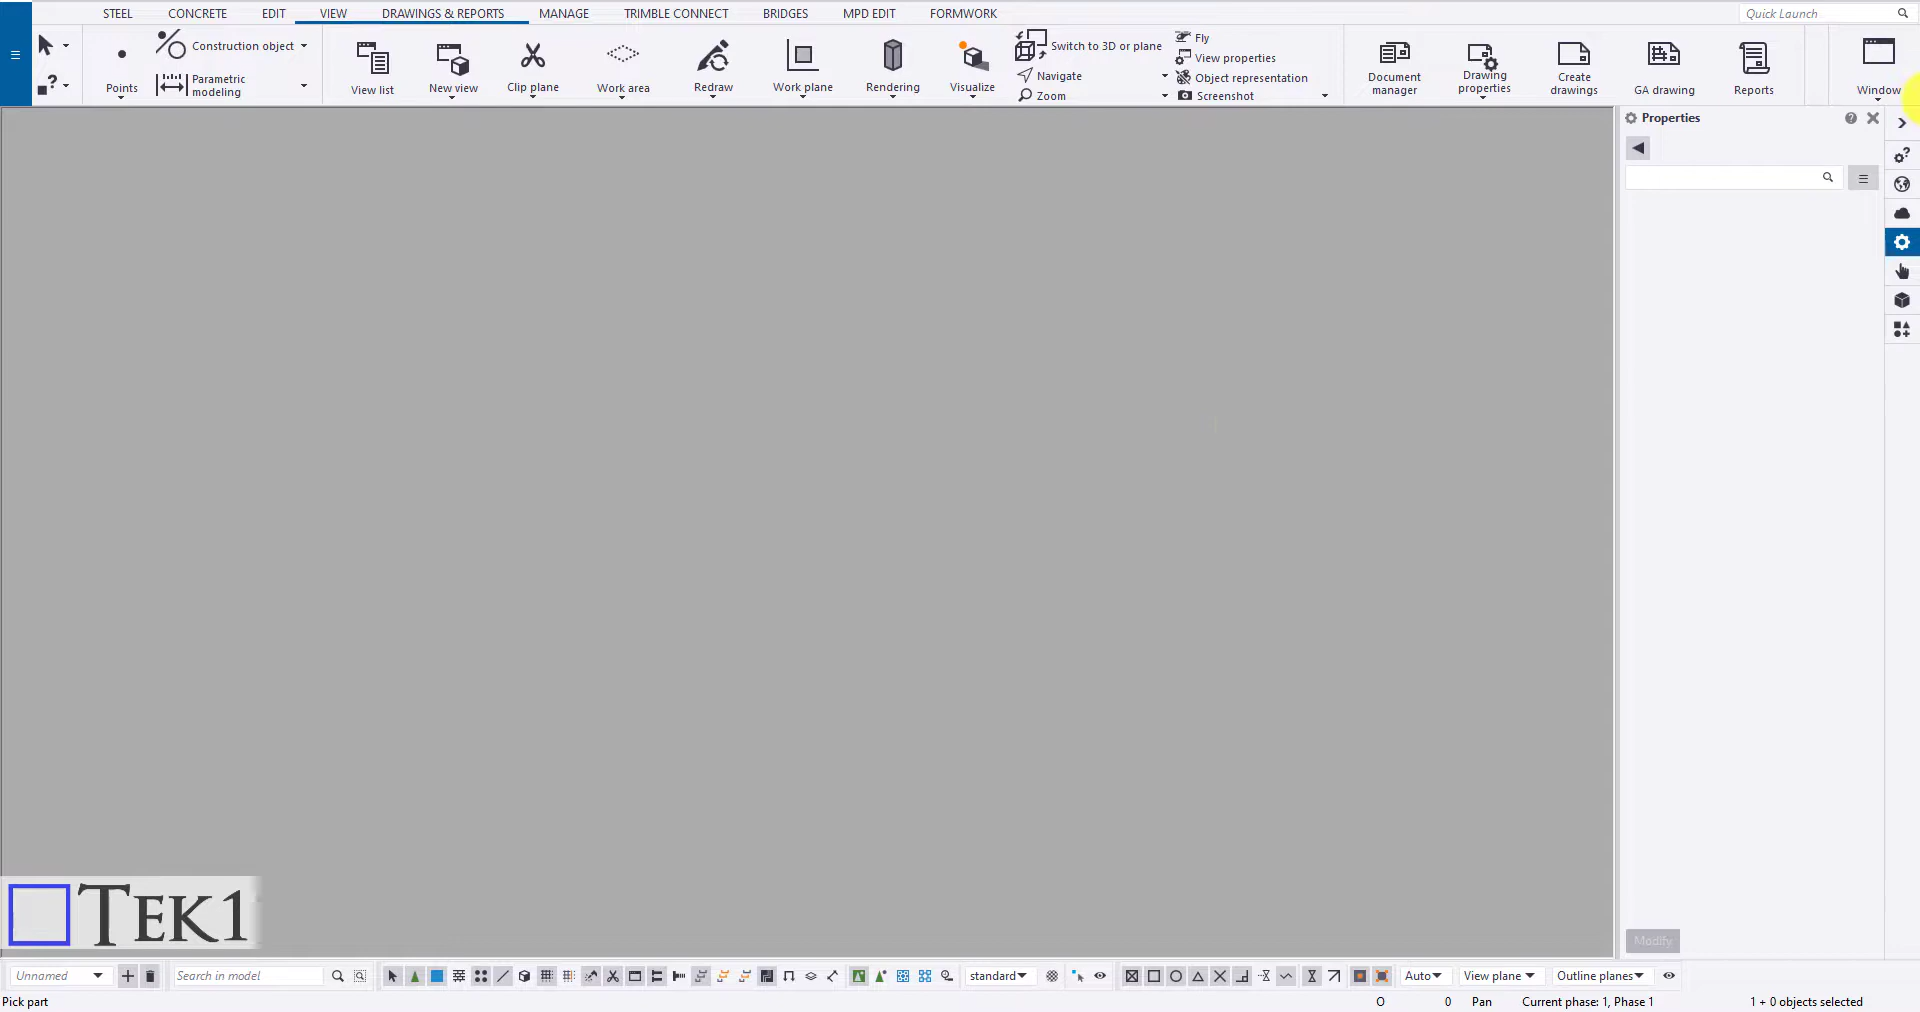 STEEL CONCRETE EDIT VIEW DRAWINGS & REPORTS MANAGE TRIMBLE CONNECT BRIDGES MPD EDIT FORMWORK Quick Launch
Points
Construction object
Parametric
modeling
View list
New view
Clip plane
Work area
Redraw
Work plane
Rendering
Visualize
Switch to 3D or plane
Navigate
Zoom
Fly
View properties
Object representation
Screenshot
Document
manager
Drawing
properties
Create
drawings
GA drawing
Reports
Window
Properties
Modify
TEK1
Unnamed Search in model standard Auto View plane Outline planes
Pick part O 0 Pan Current phase: 1, Phase 1 1 + 0 objects selected